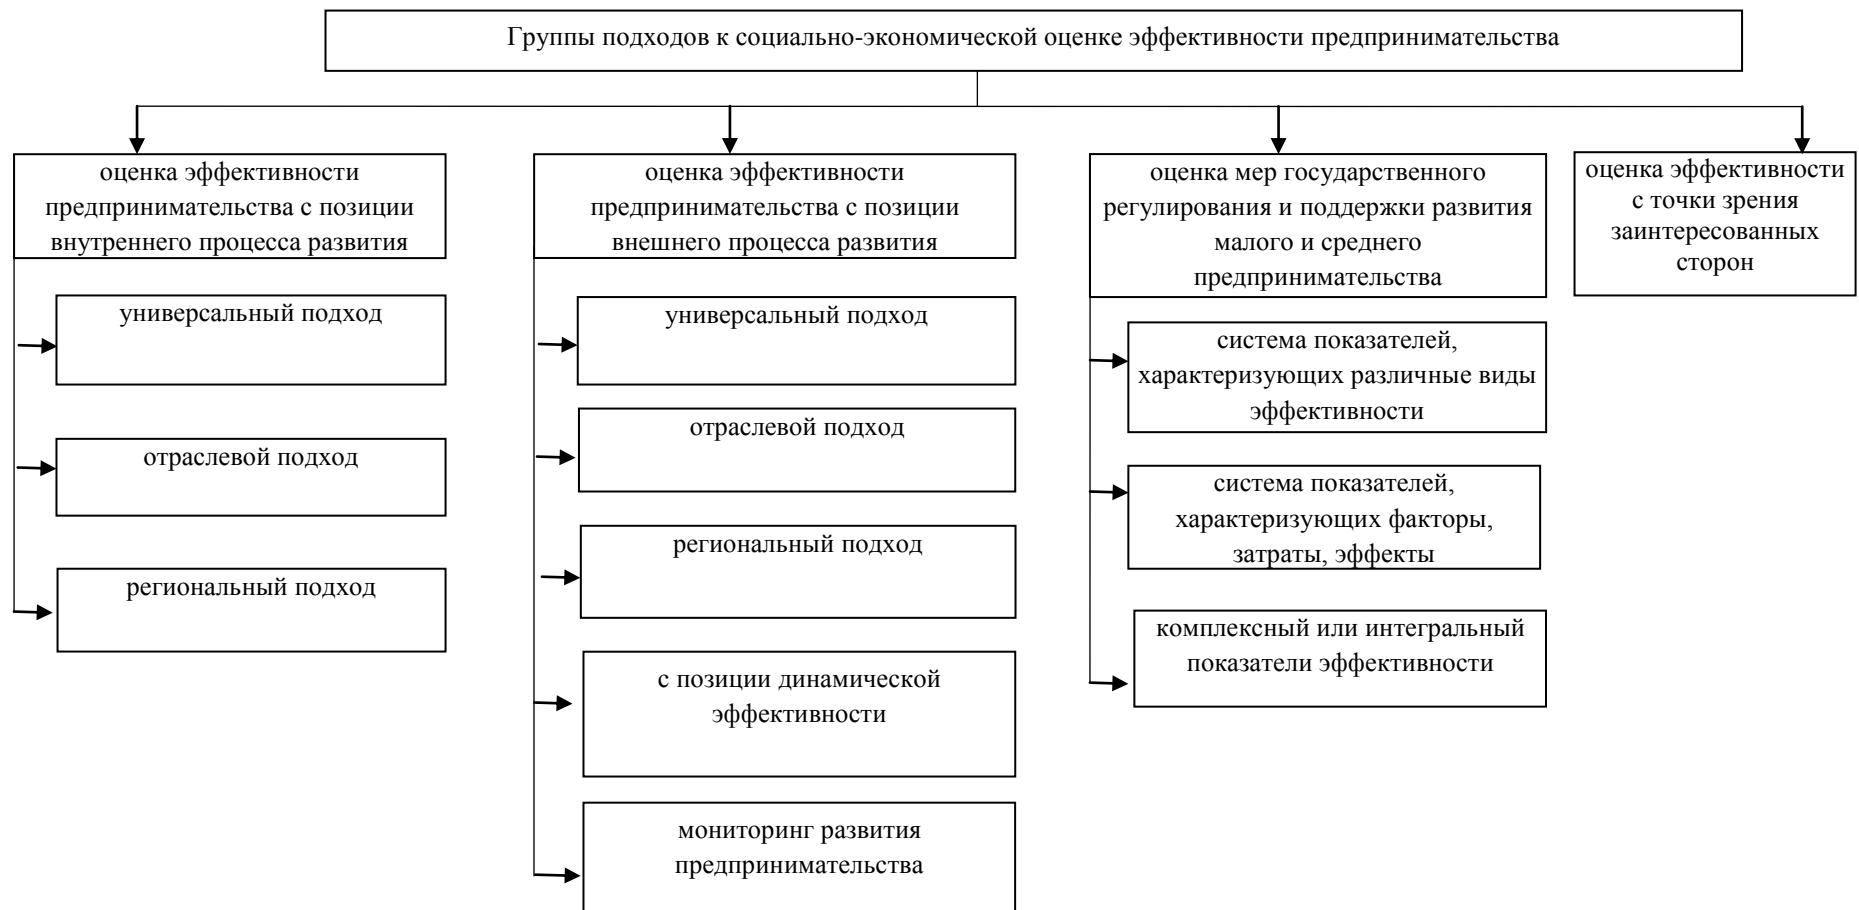 Группы подходов к социально-экономической оценке эффективности предпринимательства
оценка эффективности
предпринимательства с позиции
внутреннего процесса развития
универсальный подход
отраслевой подход
региональный подход
оценка эффективности
предпринимательства с позиции
внешнего процесса развития
универсальный подход
отраслевой подход
региональный подход
с позиции динамической
эффективности
мониторинг развития
предпринимательства
оценка мер государственного
регулирования и поддержки развития
малого и среднего
предпринимательства
система показателей,
характеризующих различные виды
эффективности
система показателей,
характеризующих факторы,
затраты, эффекты
комплексный или интегральный
показатели эффективности
оценка эффективности
с точки зрения
заинтересованных
сторон